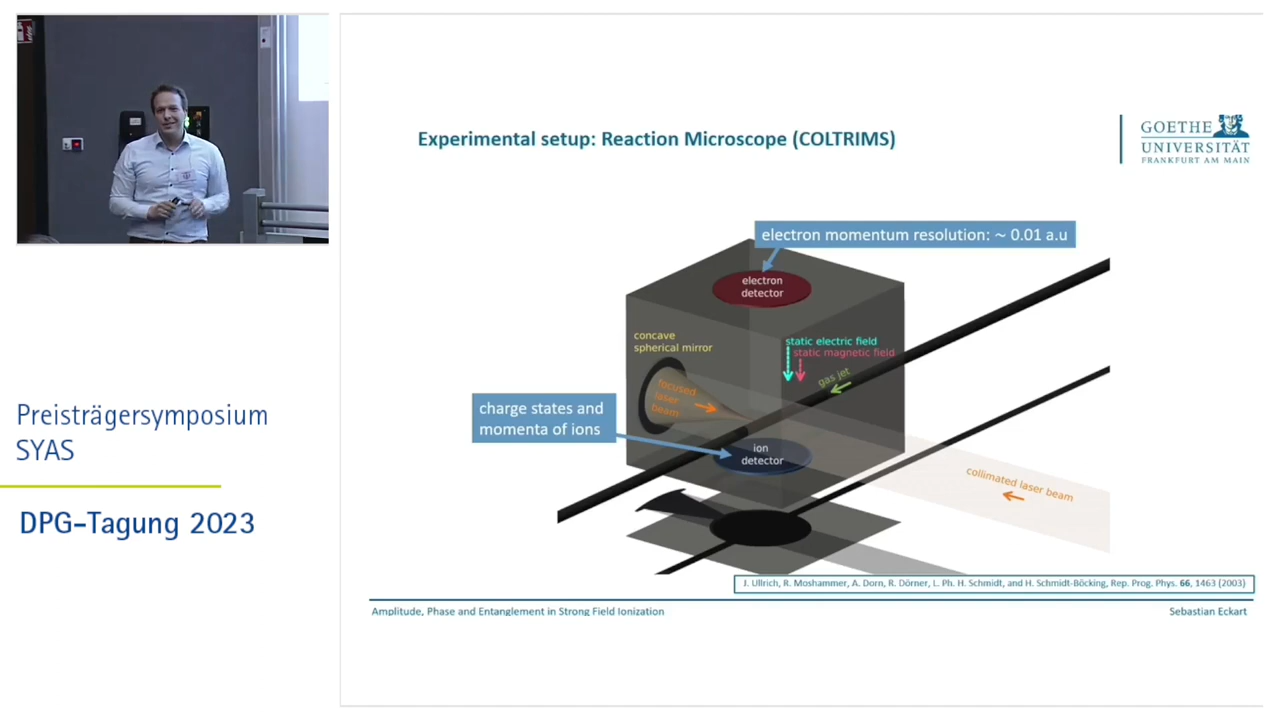 Experimental setup: Reaction Microscope (COLTRIMS)
GOETHE
UNIVERSITÄT
FRANKFURT AM MAIN
electron momentum resolution: ~ 0.01 a.u
electron
detector
concave
spherical mirror
static electric field
static magnetic field
gas jet
focused
laser
beam
charge states and
momenta of ions
ion
detector
collimated laser beam
Preisträgersymposium
SYAS
DPG-Tagung 2023
J. Ullrich, R. Moshammer, A. Dorn, R. Dörner, L. Ph. H. Schmidt, and H. Schmidt-Böcking, Rep. Prog. Phys. 66, 1463 (2003)
Amplitude, Phase and Entanglement in Strong Field Ionization
Sebastian Eckart